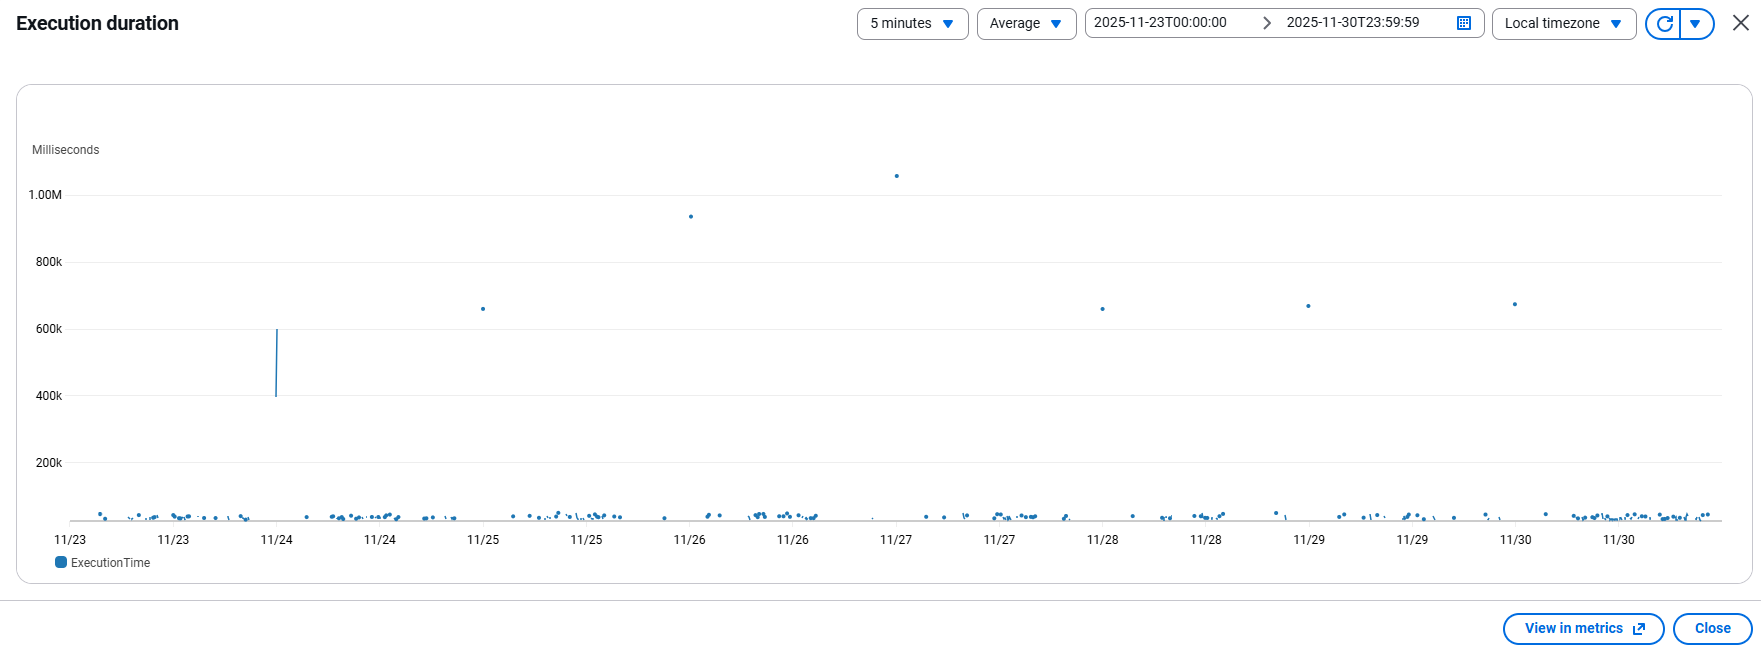 Execution duration
5 minutes
Average
2025-11-23T00:00:00
2025-11-30T23:59:59
Local timezone
Milliseconds
1.00M
800k
600k
400k
200k
11/23 11/23 11/24 11/24 11/25 11/25 11/26 11/26 11/27 11/27 11/28 11/28 11/29 11/29 11/30 11/30
ExecutionTime
View in metrics
Close